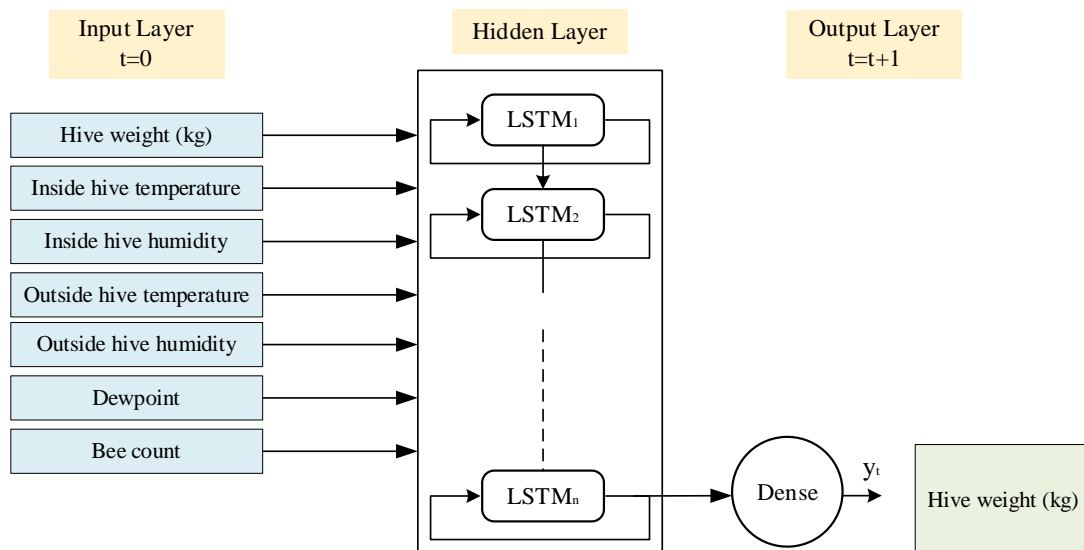 Input Layer
t=0
Hidden Layer
Output Layer
t=t+1
Hive weight (kg)
Inside hive temperature
Inside hive humidity
Outside hive temperature
Outside hive humidity
Dewpoint
Bee count
LSTM₁
LSTM₂
LSTMₙ
Dense
yₜ
Hive weight (kg)